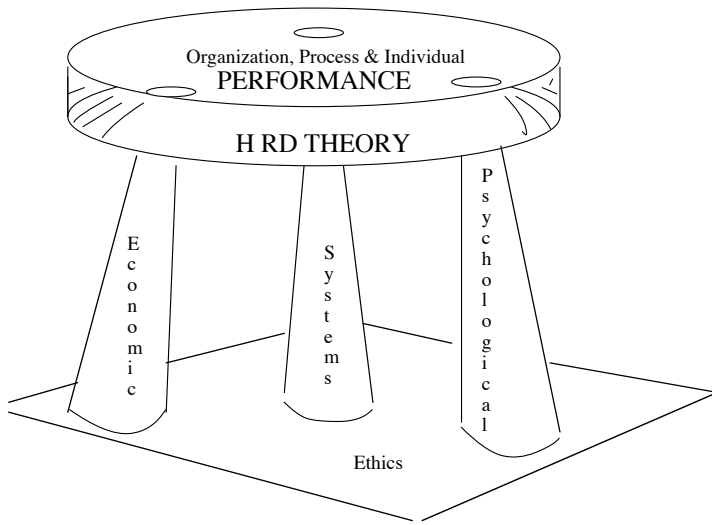 Organization, Process & Individual
PERFORMANCE
H RD THEORY
Economic
Systems
Psychological
Ethics